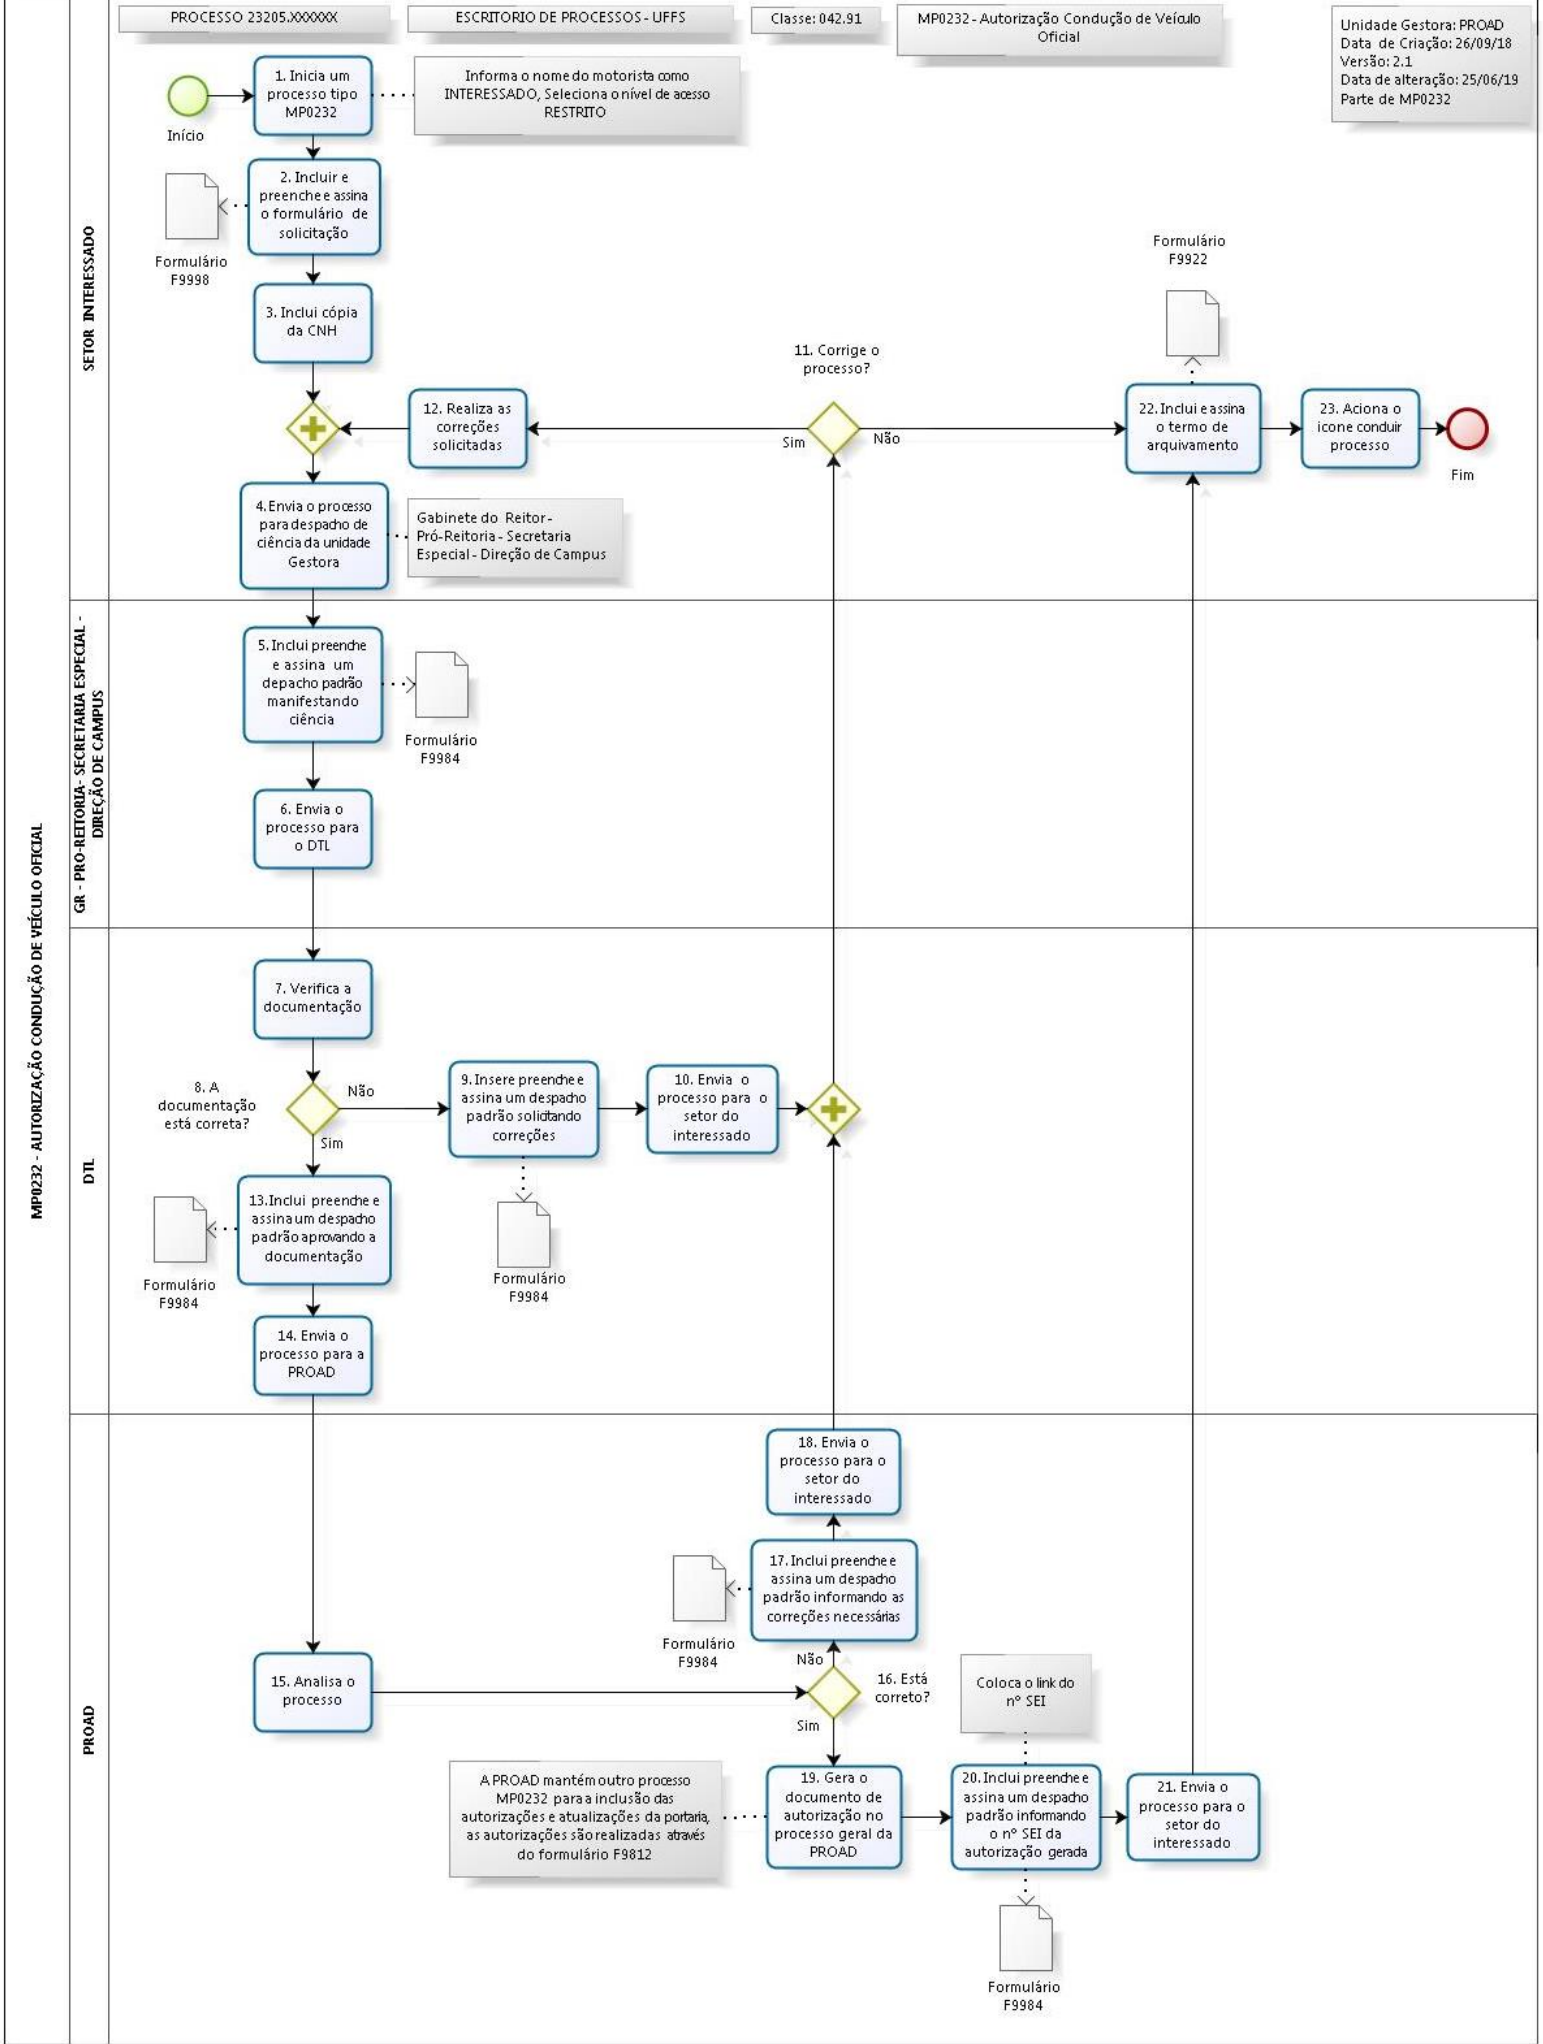 PROCESSO 23205.XXXXXX
ESCRITORIO DE PROCESSOS - UFFS
Classe: 042.91
MP0232 - Autorização Condução de Veículo
Oficial
Unidade Gestora: PROAD
Data de Criação: 26/09/18
Versão: 2.1
Data de alteração: 25/06/19
Parte de MP0232
MP0232 - AUTORIZAÇÃO CONDUÇÃO DE VEÍCULO OFICIAL
SETOR INTERESSADO
Início
1. Inicia um
processo tipo
MP0232
Informa o nome do motorista como
INTERESSADO, Seleciona o nível de acesso
RESTRITO
2. Incluir e
preenche e assina
o formulário de
solicitação
Formulário
F9998
3. Inclui cópia
da CNH
Formulário
F9922
11. Corrige o
processo?
12. Realiza as
correções
solicitadas
Sim
Não
22. Inclui e assina
o termo de
arquivamento
23. Aciona o
icone conduir
processo
Fim
4. Envia o processo
para despacho de
ciência da unidade
Gestora
Gabinete do Reitor-
Pró-Reitoria - Secretaria
Especial - Direção de Campus
GR - PRO-REITORIA- SECRETARIA ESPECIAL -
DIREÇÃO DE CAMPUS
5. Inclui preenche
e assina um
depacho padrão
manifestando
ciência
Formulário
F9984
6. Envia o
processo para
o DTL
DTL
7. Verifica a
documentação
8. A
documentação
está correta?
Não
Sim
9. Insere preenche e
assina um despacho
padrão solicitando
correções
Formulário
F9984
10. Envia o
processo para o
setor do
interessado
13. Inclui preenche e
assina um despacho
padrão aprovando a
documentação
Formulário
F9984
14. Envia o
processo para a
PROAD
PROAD
18. Envia o
processo para o
setor do
interessado
17. Inclui preenche e
assina um despacho
padrão informando as
correções necessárias
Formulário
F9984
Não
15. Analisa o
processo
16. Está
correto?
Sim
Coloca o link do
nº SEI
A PROAD mantém outro processo
MP0232 para a inclusão das
autorizações e atualizações da portaria,
as autorizações são realizadas através
do formulário F9812
19. Gera o
documento de
autorização no
processo geral da
PROAD
20. Inclui preenche e
assina um despacho
padrão informando
o nº SEI da
autorização gerada
21. Envia o
processo para o
setor do
interessado
Formulário
F9984